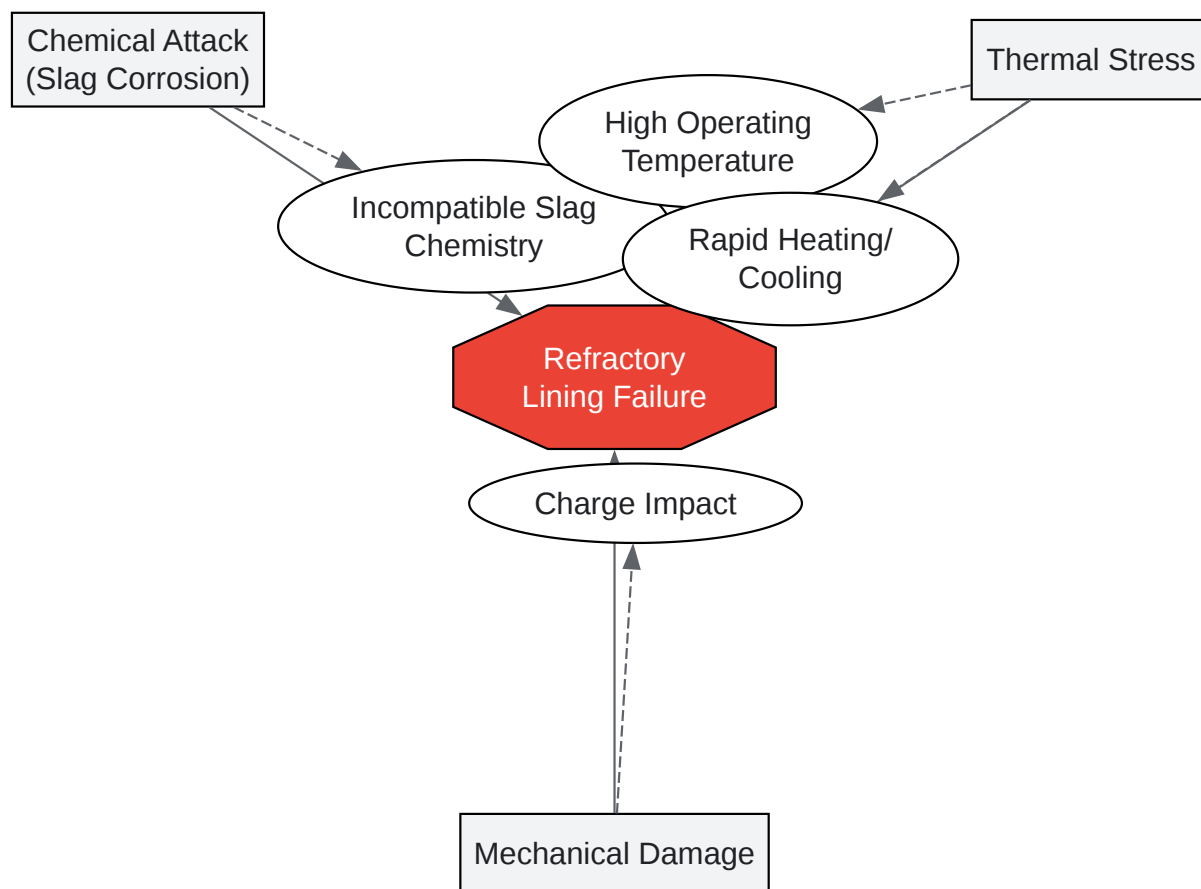 Chemical Attack
(Slag Corrosion)
Thermal Stress
High Operating
Temperature
Incompatible Slag
Chemistry
Rapid Heating/
Cooling
Refractory
Lining Failure
Charge Impact
Mechanical Damage